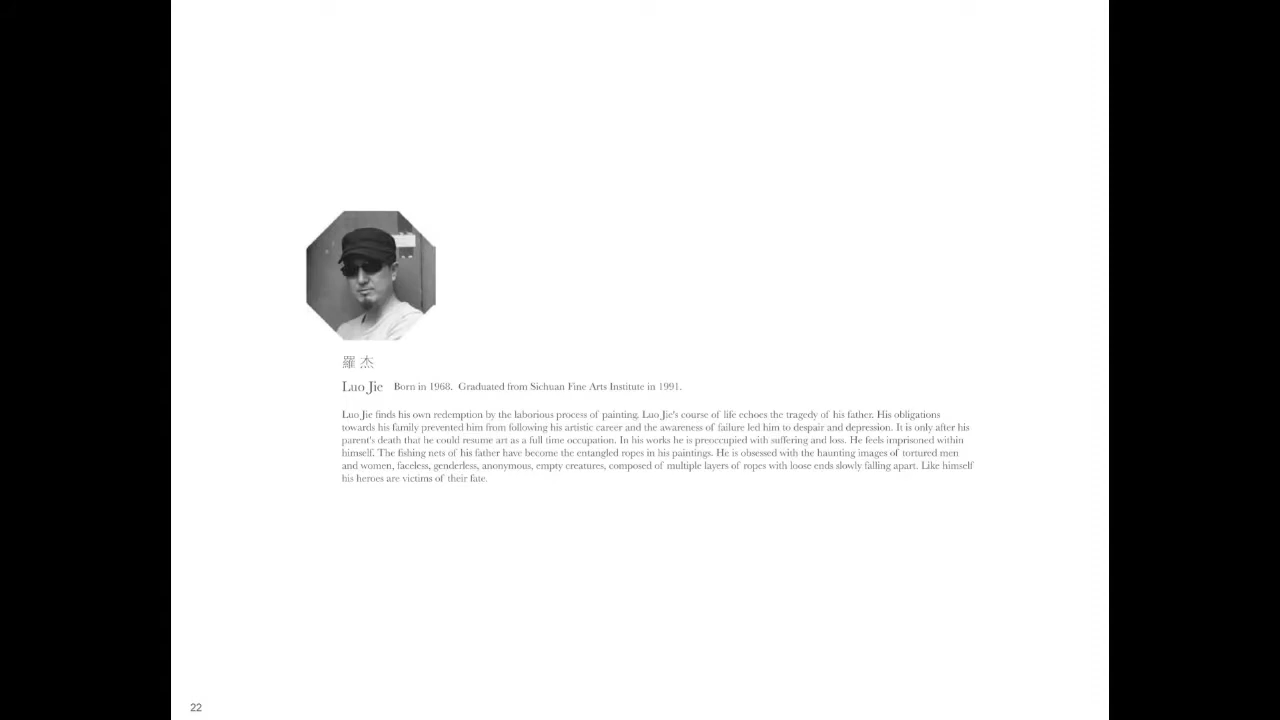 羅 杰
Luo Jie Born in 1968. Graduated from Sichuan Fine Arts Institute in 1991.
Luo Jie finds his own redemption by the laborious process of painting. Luo Jie's course of life echoes the tragedy of his father. His obligations
towards his family prevented him from following his artistic career and the awareness of failure led him to despair and depression. It is only after his
parent's death that he could resume art as a full time occupation. In his works he is preoccupied with suffering and loss. He feels imprisoned within
himself. The fishing nets of his father have become the entangled ropes in his paintings. He is obsessed with the haunting images of tortured men
and women, faceless, genderless, anonymous, empty creatures, composed of multiple layers of ropes with loose ends slowly falling apart. Like himself
his heroes are victims of their fate.
22